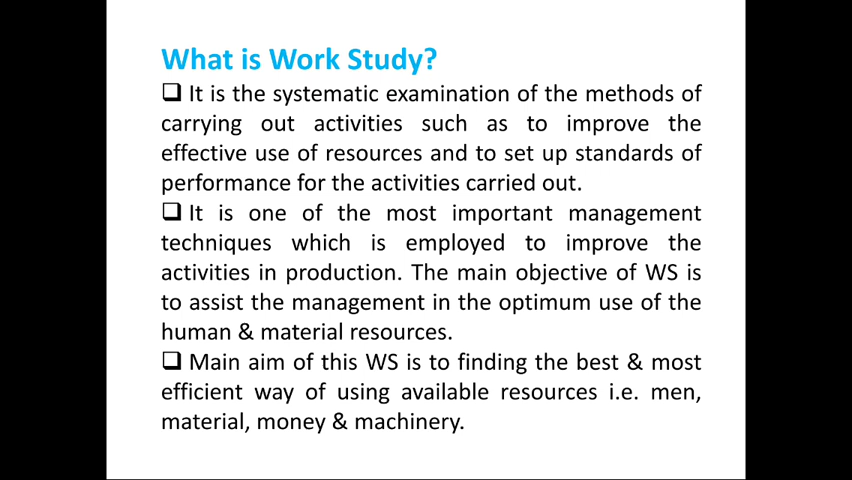 What is Work Study?
❑ It is the systematic examination of the methods of
carrying out activities such as to improve the
effective use of resources and to set up standards of
performance for the activities carried out.
❑ It is one of the most important management
techniques which is employed to improve the
activities in production. The main objective of WS is
to assist the management in the optimum use of the
human & material resources.
❑ Main aim of this WS is to finding the best & most
efficient way of using available resources i.e. men,
material, money & machinery.